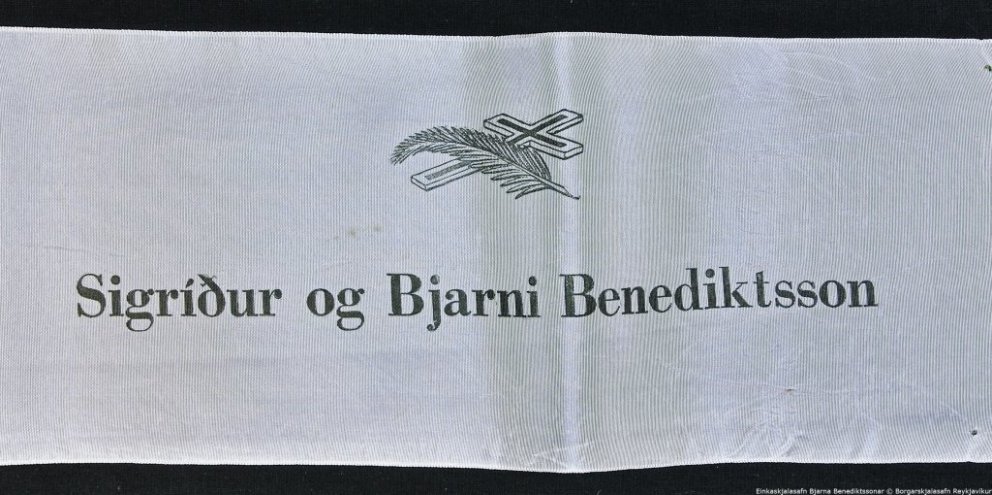 Sigríður og Bjarni Benediktsson
Einkaskjalasafn Bjarna Benediktssonar © Borgarskjalasafn Reykjavíkur